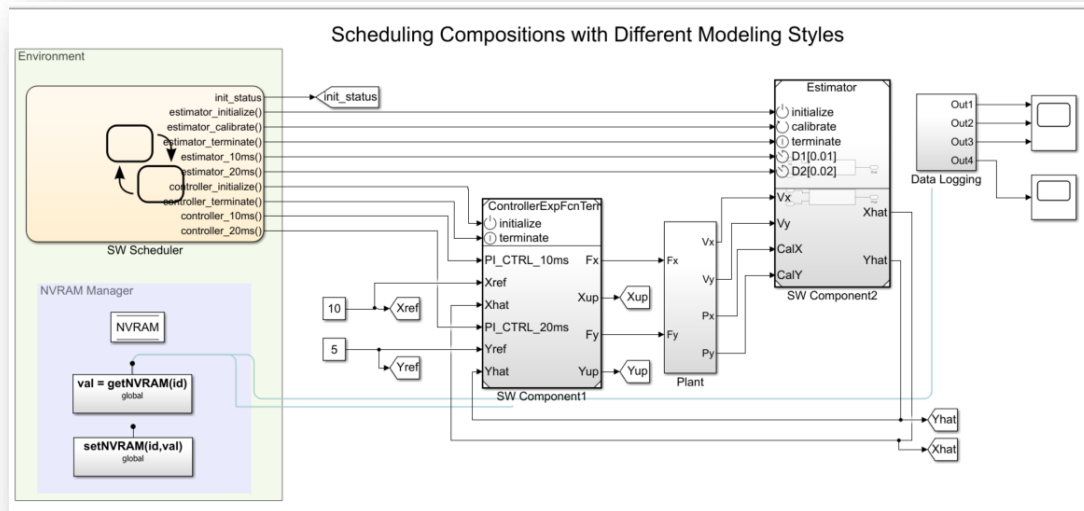 Scheduling Compositions with Different Modeling Styles
Environment
init_status
estimator_initialize()
estimator_calibrate()
estimator_terminate()
estimator_10ms()
estimator_20ms()
controller_initialize()
controller_terminate()
controller_10ms()
controller_20ms()
SW Scheduler
init_status
NVRAM Manager
NVRAM
val = getNVRAM(id)
global
setNVRAM(id,val)
global
10
Xref
5
Yref
ControllerExpFcnTerr
initialize
terminate
PI_CTRL_10ms
Xref
Xhat
PI_CTRL_20ms
Yref
Yhat
Fx
Xup
Fy
Yup
SW Component1
Xup
Yup
Fx
Fy
Vx
Vy
Px
Py
Plant
Estimator
initialize
calibrate
terminate
D1[0.01]
D2[0.02]
Vx
Vy
CalX
CalY
Xhat
Yhat
SW Component2
Out1
Out2
Out3
Out4
Data Logging
Yhat
Xhat